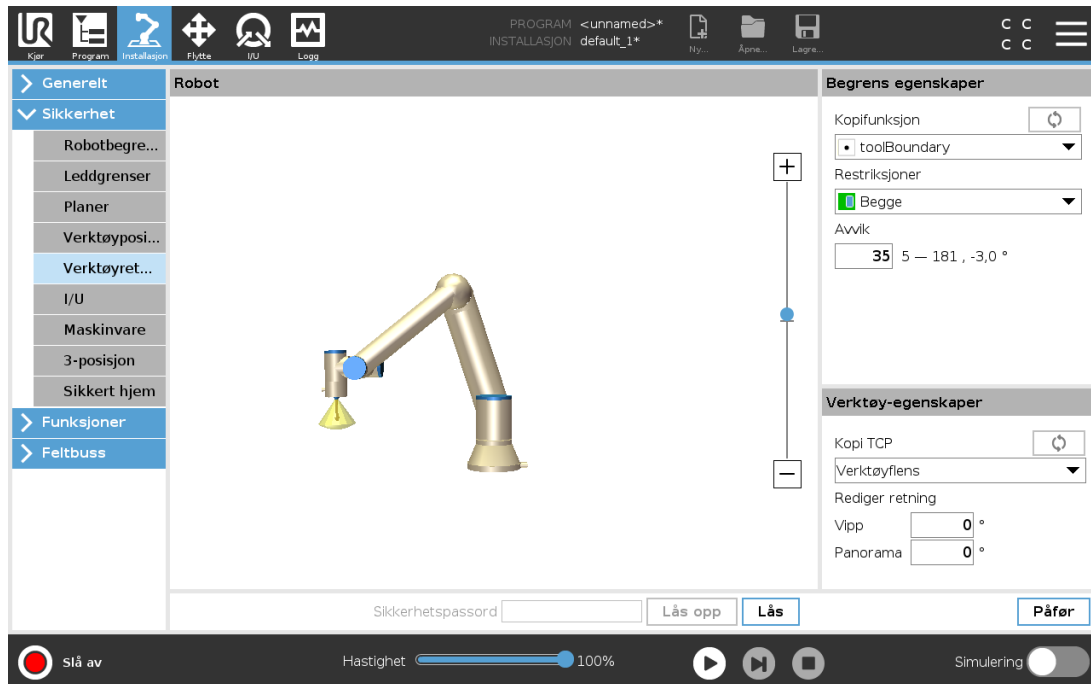 PROGRAM <unnamed>*
INSTALLASJON default_1*
Kjør Program Installasjon Flytte I/U Logg Ny... Åpne... Lagre...
C C
C C
Generelt
Sikkerhet
Robotbegre...
Leddgrenser
Planer
Verktøyposi...
Verktøyret...
I/U
Maskinvare
3-posisjon
Sikkert hjem
Funksjoner
Feltbuss
Robot
Begrens egenskaper
Kopifunksjon
toolBoundary
Restriksjoner
Begge
Avvik
35 5 — 181 , -3,0 °
Verktøy-egenskaper
Kopi TCP
Verktøyflens
Rediger retning
Vipp 0 °
Panorama 0 °
Sikkerhetspassord Lås opp Lås Påfør
Slå av Hastighet 100% Simulering